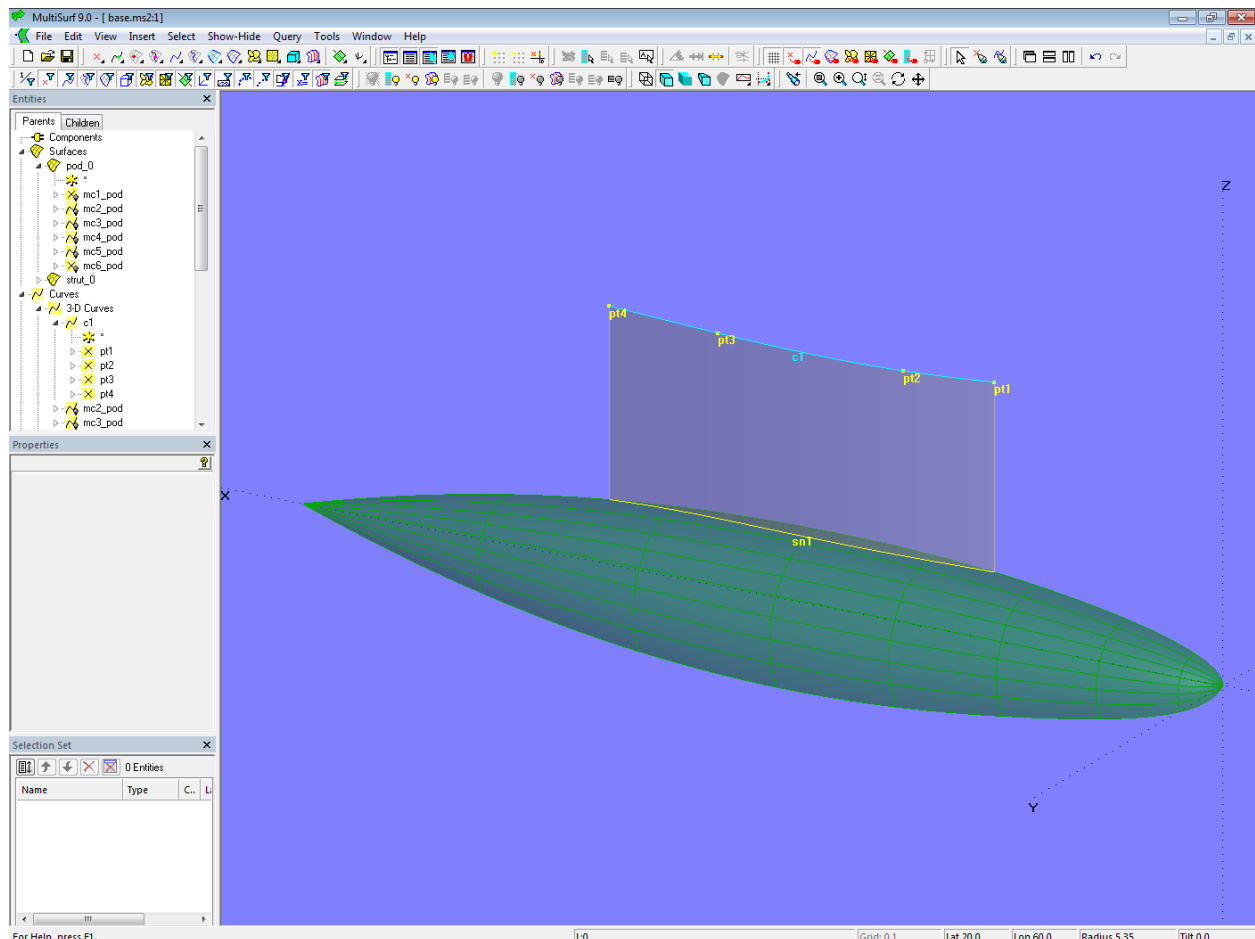 MultiSurf 9.0 - [ base.ms2:1]
File Edit View Insert Select Show-Hide Query Tools Window Help
Entities
Parents Children
Components
Surfaces
pod_0
*
mc1_pod
mc2_pod
mc3_pod
mc4_pod
mc5_pod
mc6_pod
strut_0
Curves
3-D Curves
c1
*
pt1
pt2
pt3
pt4
mc2_pod
mc3_pod
Properties
Selection Set
0 Entities
Name Type C..
Z
pt4
pt3
c1
pt2
pt1
X
sn1
Y
For Help, press F1. L:0 Grid: 0.1 Lat 20.0 Lon 60.0 Radius 5.35 Tilt 0.0